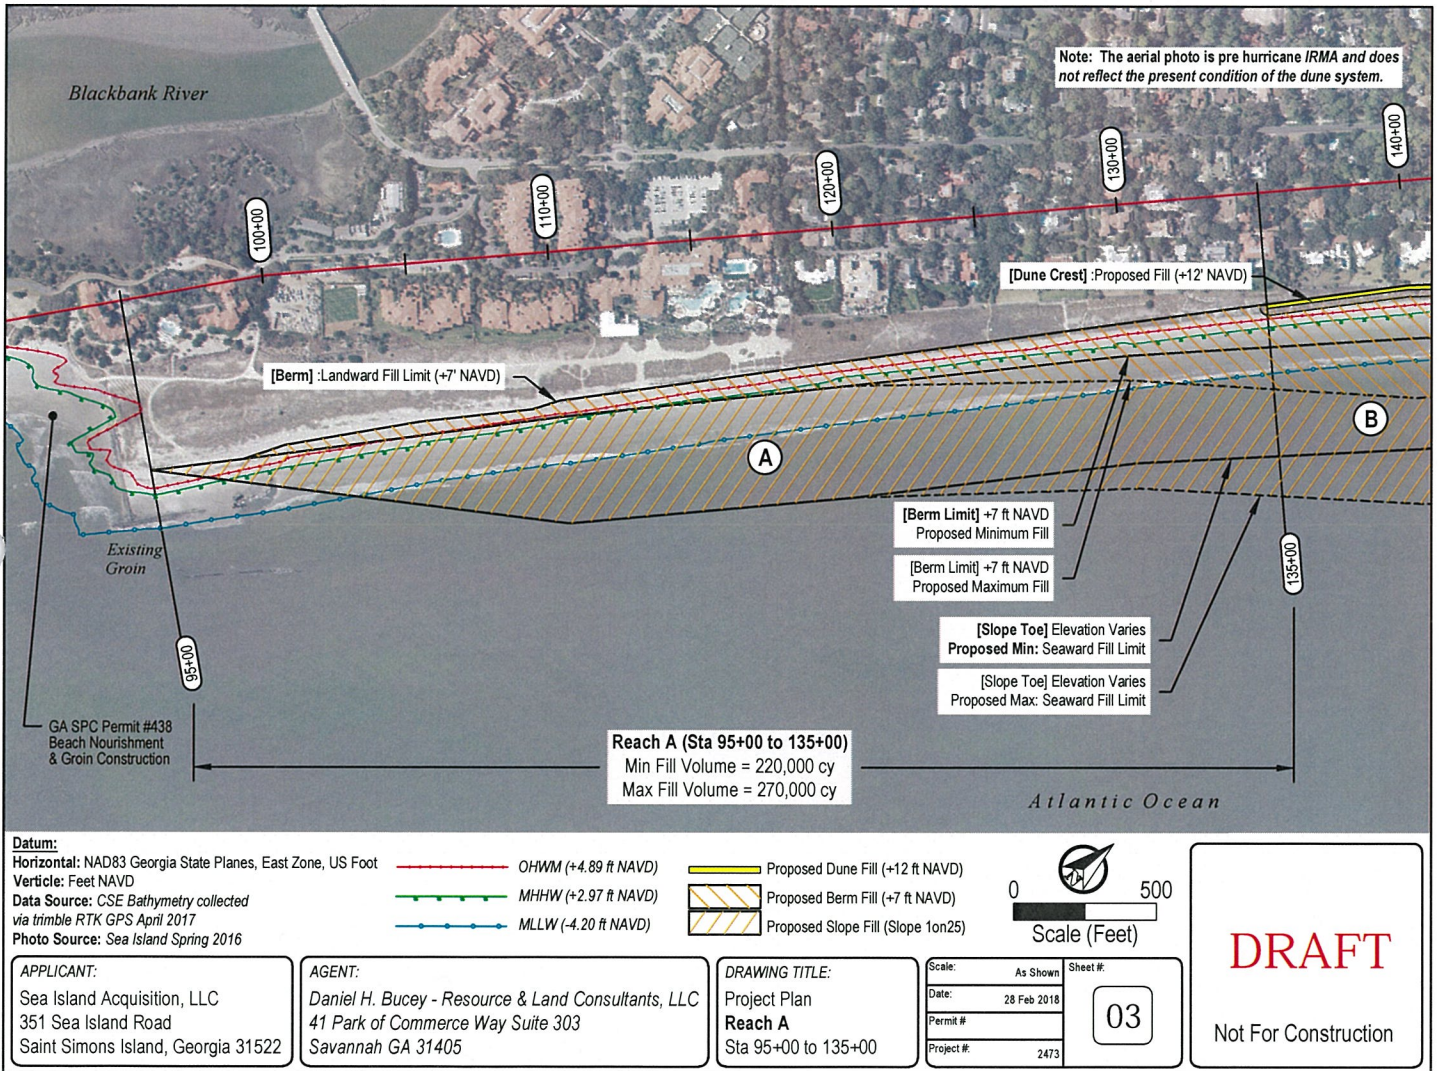 Blackbank River
Note: The aerial photo is pre hurricane IRMA and does
not reflect the present condition of the dune system.
100+00
110+00
120+00
130+00
140+00
[Dune Crest] :Proposed Fill (+12' NAVD)
[Berm] :Landward Fill Limit (+7' NAVD)
A
B
[Berm Limit] +7 ft NAVD
Proposed Minimum Fill
[Berm Limit] +7 ft NAVD
Proposed Maximum Fill
Existing
Groin
135+00
[Slope Toe] Elevation Varies
Proposed Min: Seaward Fill Limit
95+00
[Slope Toe] Elevation Varies
Proposed Max: Seaward Fill Limit
GA SPC Permit #438
Beach Nourishment
& Groin Construction
Reach A (Sta 95+00 to 135+00)
Min Fill Volume = 220,000 cy
Max Fill Volume = 270,000 cy
Atlantic Ocean
Datum:
Horizontal: NAD83 Georgia State Planes, East Zone, US Foot
Verticle: Feet NAVD
Data Source: CSE Bathymetry collected
via trimble RTK GPS April 2017
Photo Source: Sea Island Spring 2016
OHWM (+4.89 ft NAVD)
MHHW (+2.97 ft NAVD)
MLLW (-4.20 ft NAVD)
Proposed Dune Fill (+12 ft NAVD)
Proposed Berm Fill (+7 ft NAVD)
Proposed Slope Fill (Slope 1on25)
N
0 500
Scale (Feet)
DRAFT
Not For Construction
APPLICANT:
Sea Island Acquisition, LLC
351 Sea Island Road
Saint Simons Island, Georgia 31522
AGENT:
Daniel H. Bucey - Resource & Land Consultants, LLC
41 Park of Commerce Way Suite 303
Savannah GA 31405
DRAWING TITLE:
Project Plan
Reach A
Sta 95+00 to 135+00
Scale: As Shown
Date: 28 Feb 2018
Permit #
Project #: 2473
Sheet #:
03